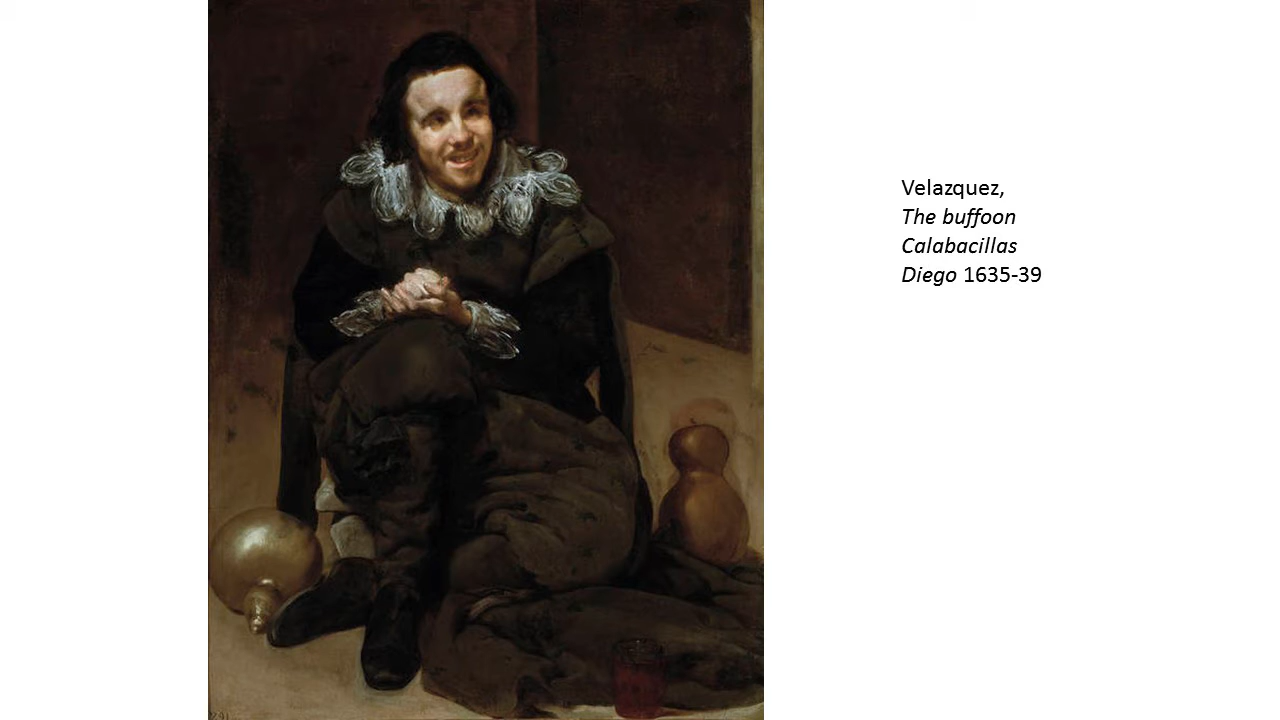 Velazquez,
The buffoon
Calabacillas
Diego 1635-39